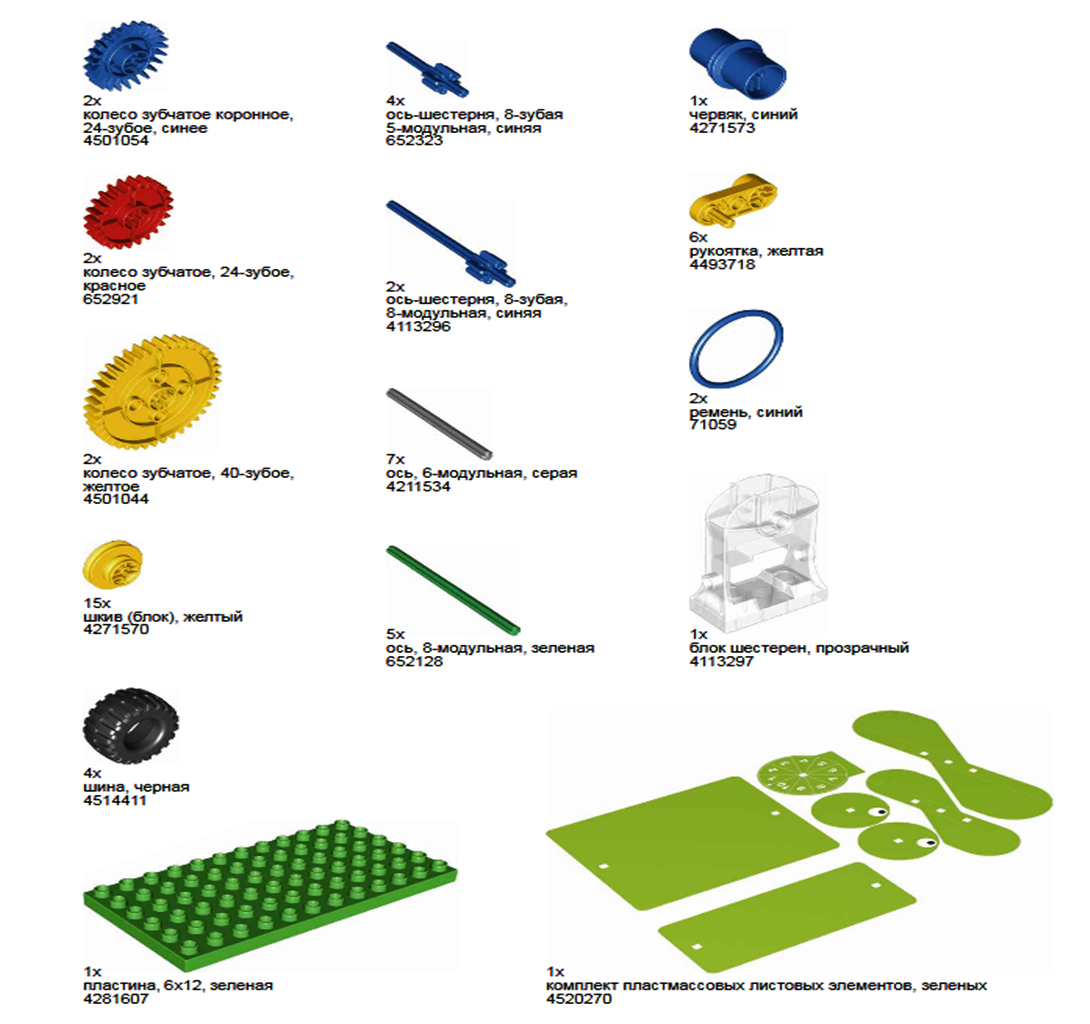 2x
колесо зубчатое коронное,
24-зубое, синее
4501054
4x
ось-шестерня, 8-зубая
5-модульная, синяя
652323
1x
червяк, синий
4271573
2x
колесо зубчатое, 24-зубое,
красное
652921
2x
ось-шестерня, 8-зубая,
8-модульная, синяя
4113296
6x
рукоятка, желтая
4493718
2x
колесо зубчатое, 40-зубое,
желтое
4501044
7x
ось, 6-модульная, серая
4211534
2x
ремень, синий
71059
15x
шкив (блок), желтый
4271570
5x
ось, 8-модульная, зеленая
652128
1x
блок шестерен, прозрачный
4113297
4x
шина, черная
4514411
1x
пластина, 6x12, зеленая
4281607
1x
комплект пластмассовых листовых элементов, зеленых
4520270